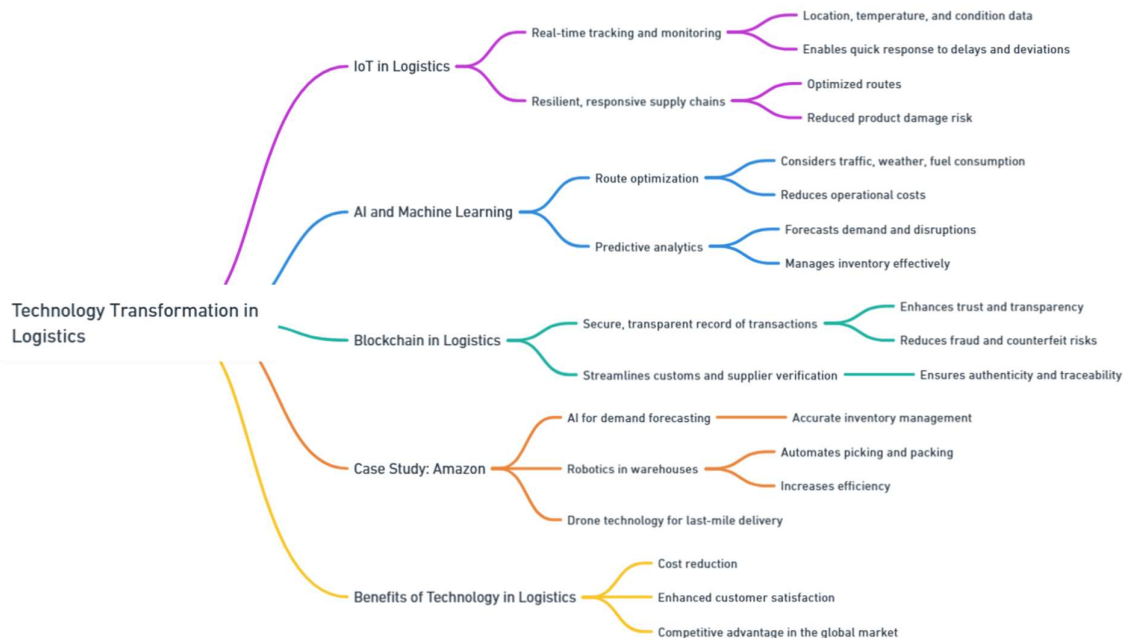 Technology Transformation in
Logistics
IoT in Logistics
Real-time tracking and monitoring
Location, temperature, and condition data
Enables quick response to delays and deviations
Resilient, responsive supply chains
Optimized routes
Reduced product damage risk
AI and Machine Learning
Route optimization
Considers traffic, weather, fuel consumption
Reduces operational costs
Predictive analytics
Forecasts demand and disruptions
Manages inventory effectively
Blockchain in Logistics
Secure, transparent record of transactions
Enhances trust and transparency
Reduces fraud and counterfeit risks
Streamlines customs and supplier verification
Ensures authenticity and traceability
Case Study: Amazon
AI for demand forecasting
Accurate inventory management
Robotics in warehouses
Automates picking and packing
Increases efficiency
Drone technology for last-mile delivery
Benefits of Technology in Logistics
Cost reduction
Enhanced customer satisfaction
Competitive advantage in the global market